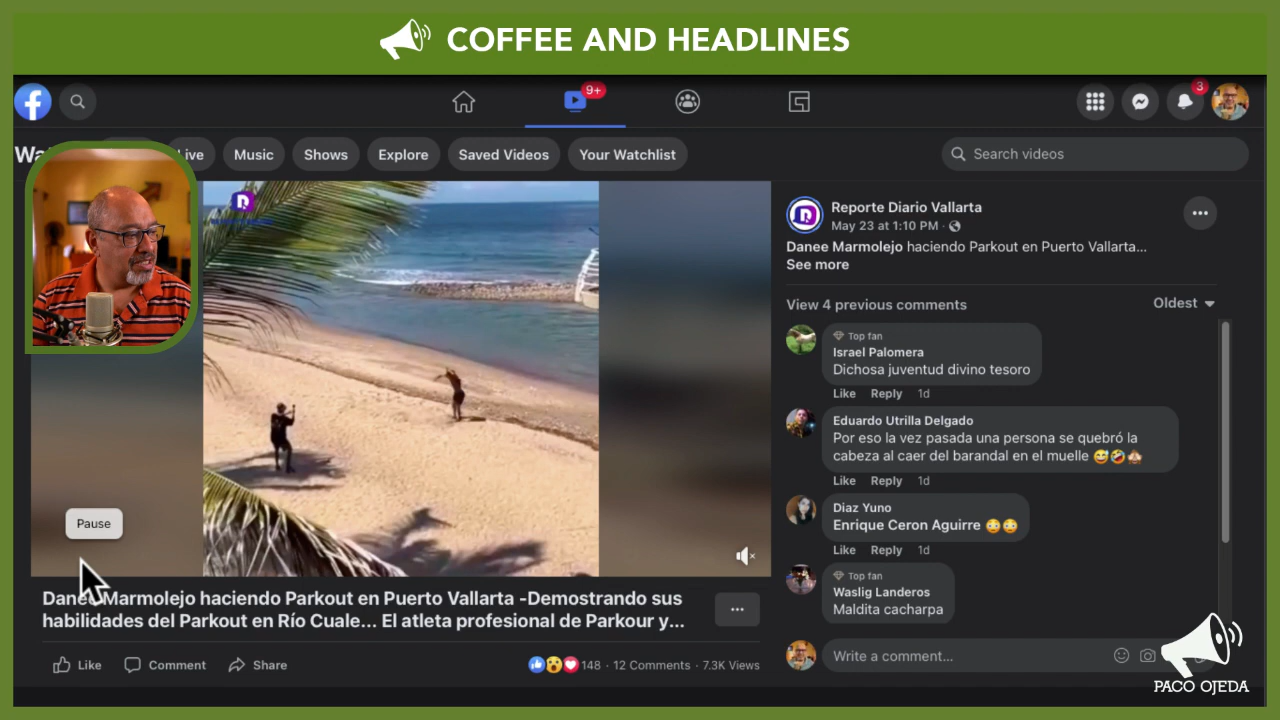 COFFEE AND HEADLINES
9+
3
Wa
ive
Music
Shows
Explore
Saved Videos
Your Watchlist
Search videos
Reporte Diario Vallarta
May 23 at 1:10 PM ·
Danee Marmolejo haciendo Parkout en Puerto Vallarta...
See more
View 4 previous comments
Oldest
Top fan
Israel Palomera
Dichosa juventud divino tesoro
Like Reply 1d
Eduardo Utrilla Delgado
Por eso la vez pasada una persona se quebró la
cabeza al caer del barandal en el muelle 😅🤣🙈
Like Reply 1d
Diaz Yuno
Enrique Ceron Aguirre 😳😳
Like Reply 1d
Top fan
Waslig Landeros
Maldita cacharpa
Write a comment...
Pause
Danee Marmolejo haciendo Parkout en Puerto Vallarta -Demostrando sus
habilidades del Parkout en Río Cuale... El atleta profesional de Parkour y...
Like
Comment
Share
148 · 12 Comments · 7.3K Views
PACO OJEDA